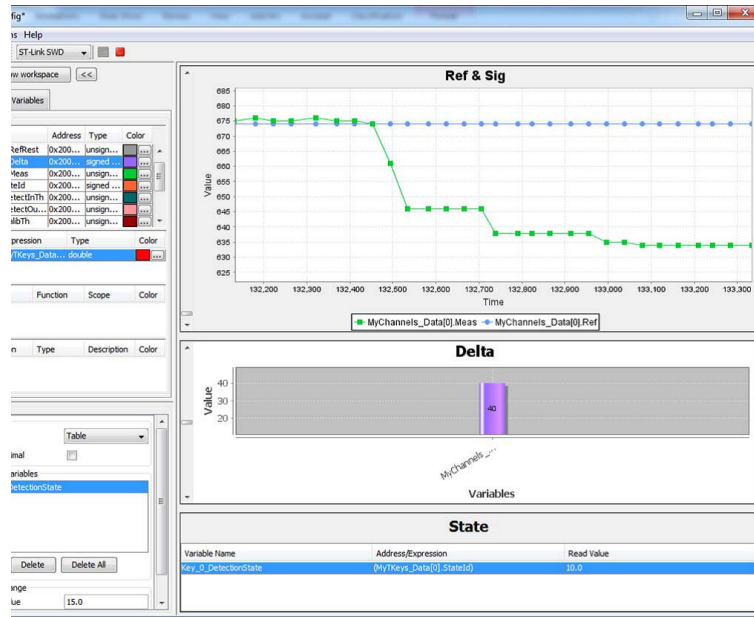 fig*
ns Help
ST-Link SWD
ow workspace <<
Variables
Address Type Color
RefRest 0x200... unsign... ...
Delta 0x200... signed ... ...
Meas 0x200... unsign... ...
teId 0x200... signed ... ...
etectInTh 0x200... unsign... ...
etectOu... 0x200... unsign... ...
libTh 0x200... unsign... ...
pression Type Color
yTKeys_Data... double ...
Function Scope Color
n Type Description Color
Table
imal
ariables
DetectionState
Delete Delete All
ange
lue 15.0
Ref & Sig
685
680
675
670
665
660
655
650
645
640
635
630
625
Value
132,200 132,300 132,400 132,500 132,600 132,700 132,800 132,900 133,000 133,100 133,200 133,300
Time
MyChannels_Data[0].Meas MyChannels_Data[0].Ref
Delta
40
30
20
Value
40
MyChannels_...
Variables
State
Variable Name Address/Expression Read Value
Key_0_DetectionState (MyTKeys_Data[0].StateId) 10.0